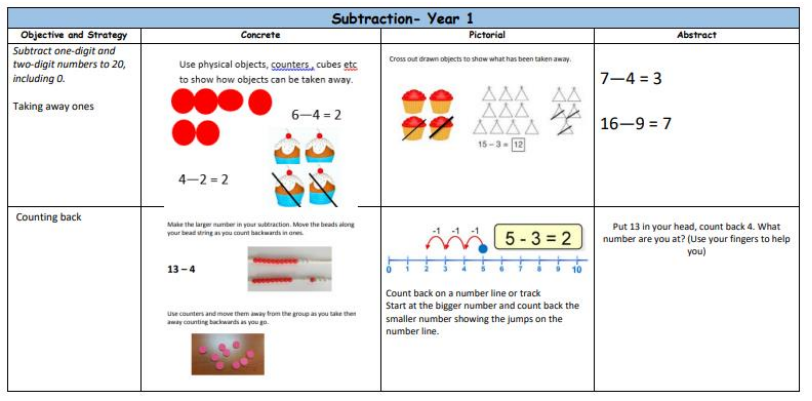 Subtraction- Year 1
Objective and Strategy
Concrete
Pictorial
Abstract
Subtract one-digit and
two-digit numbers to 20,
including 0.
Taking away ones
Use physical objects, counters , cubes etc
to show how objects can be taken away.
6—4 = 2
4—2 = 2
Cross out drawn objects to show what has been taken away.
15 – 3 = 12
7—4 = 3
16—9 = 7
Counting back
Make the larger number in your subtraction. Move the beads along
your bead string as you count backwards in ones.
13 – 4
Use counters and move them away from the group as you take them
away counting backwards as you go.
-1 -1 -1
5 - 3 = 2
0 1 2 3 4 5 6 7 8 9 10
Count back on a number line or track
Start at the bigger number and count back the
smaller number showing the jumps on the
number line.
Put 13 in your head, count back 4. What
number are you at? (Use your fingers to help
you)